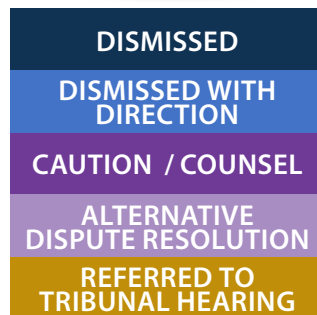 DISMISSED
DISMISSED WITH
DIRECTION
CAUTION / COUNSEL
ALTERNATIVE
DISPUTE RESOLUTION
REFERRED TO
TRIBUNAL HEARING